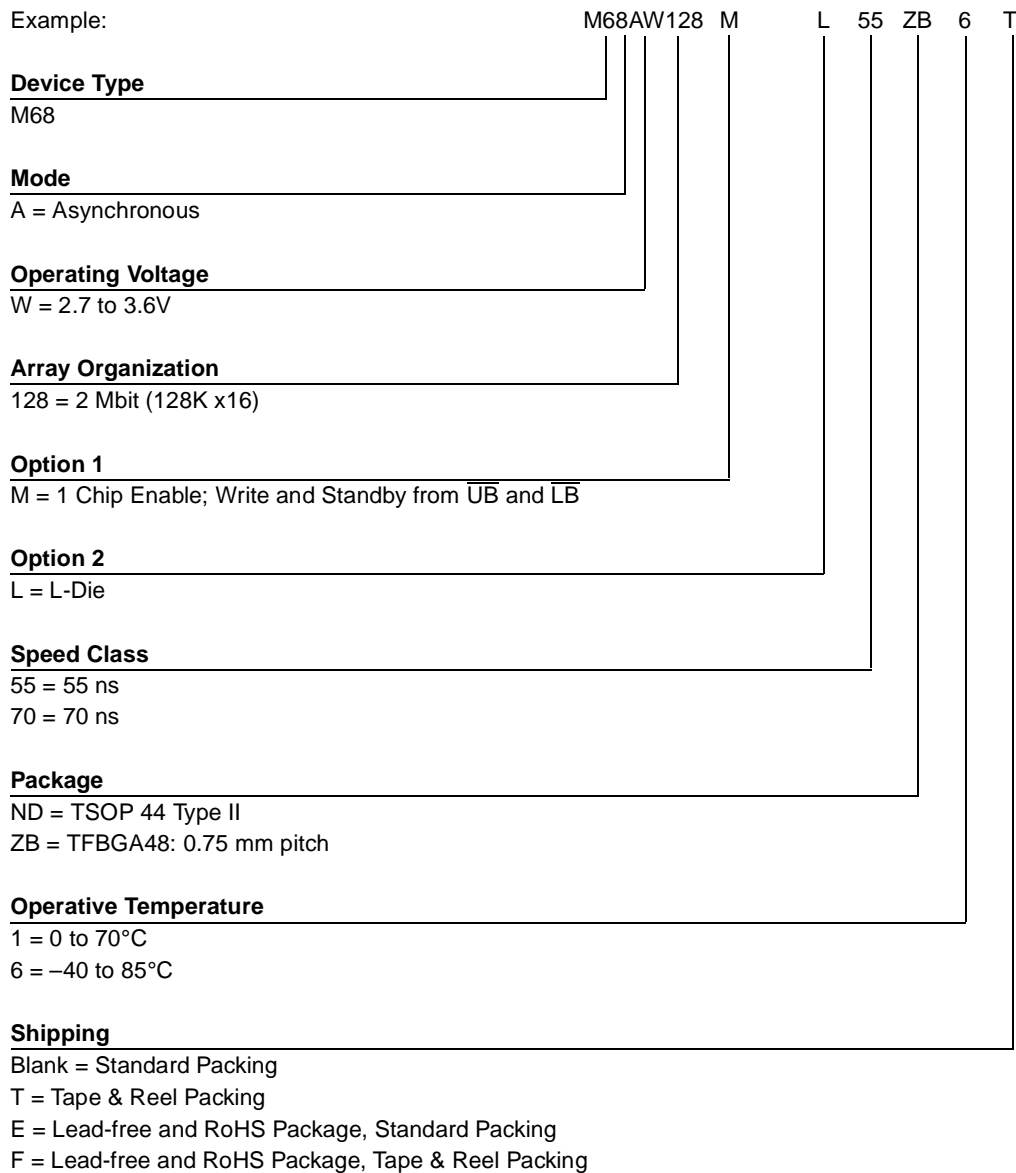 Example: M68AW128 M L 55 ZB 6 T
Device Type
M68
Mode
A = Asynchronous
Operating Voltage
W = 2.7 to 3.6V
Array Organization
128 = 2 Mbit (128K x16)
Option 1
M = 1 Chip Enable; Write and Standby from U̅B̅ and L̅B̅
Option 2
L = L-Die
Speed Class
55 = 55 ns
70 = 70 ns
Package
ND = TSOP 44 Type II
ZB = TFBGA48: 0.75 mm pitch
Operative Temperature
1 = 0 to 70°C
6 = –40 to 85°C
Shipping
Blank = Standard Packing
T = Tape & Reel Packing
E = Lead-free and RoHS Package, Standard Packing
F = Lead-free and RoHS Package, Tape & Reel Packing